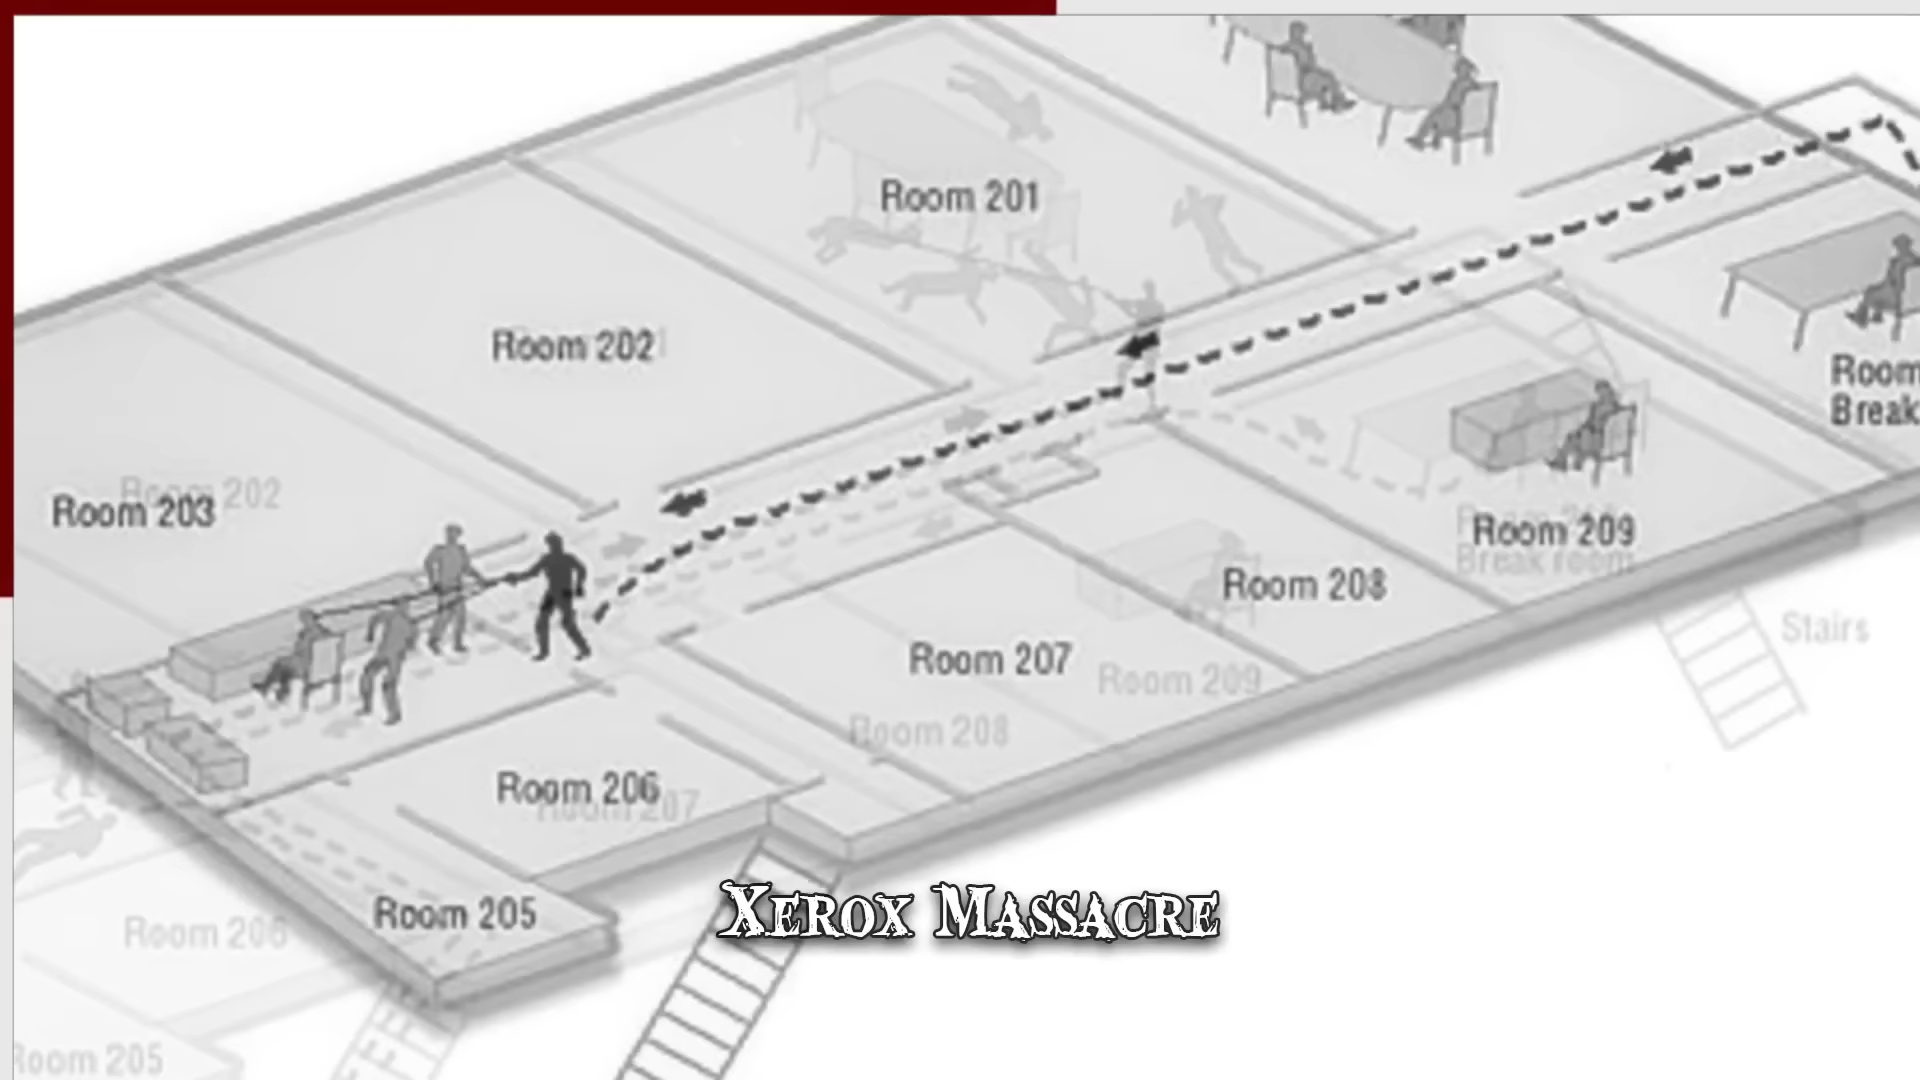 Room 201
Room 202
Room
Break
Room 202
Room 203
Room 209
Break room
Room 208
Stairs
Room 207
Room 209
Room 208
Room 206
Room 207
Room 205
Xerox Massacre
Room 206
Room 205